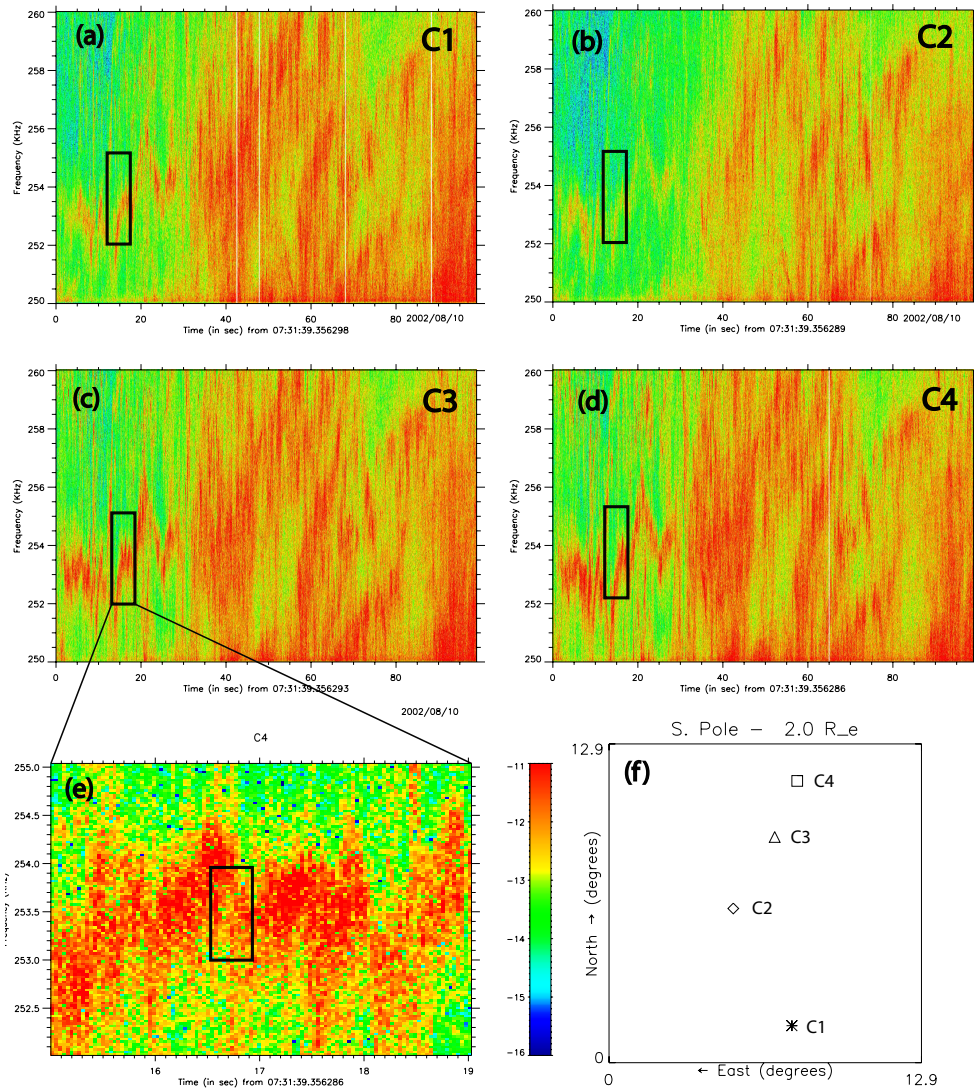 (a) C1
260
258
256
254
252
250
Frequency (KHz)
0 20 40 60 80 2002/08/10
Time (in sec) from 07:31:39.356298
(b) C2
260
258
256
254
252
250
Frequency (KHz)
0 20 40 60 80 2002/08/10
Time (in sec) from 07:31:39.356289
(c) C3
260
258
256
254
252
250
Frequency (KHz)
0 20 40 60 80
Time (in sec) from 07:31:39.356293
2002/08/10
(d) C4
260
258
256
254
252
250
Frequency (KHz)
0 20 40 60 80
Time (in sec) from 07:31:39.356286
C4
(e)
255.0
254.5
254.0
253.5
253.0
252.5
16 17 18 19
Time (in sec) from 07:31:39.356286
-11
-12
-13
-14
-15
-16
S. Pole - 2.0 R_e
12.9
(f)
C4
C3
C2
C1
North → (degrees)
0
← East (degrees)
0 12.9